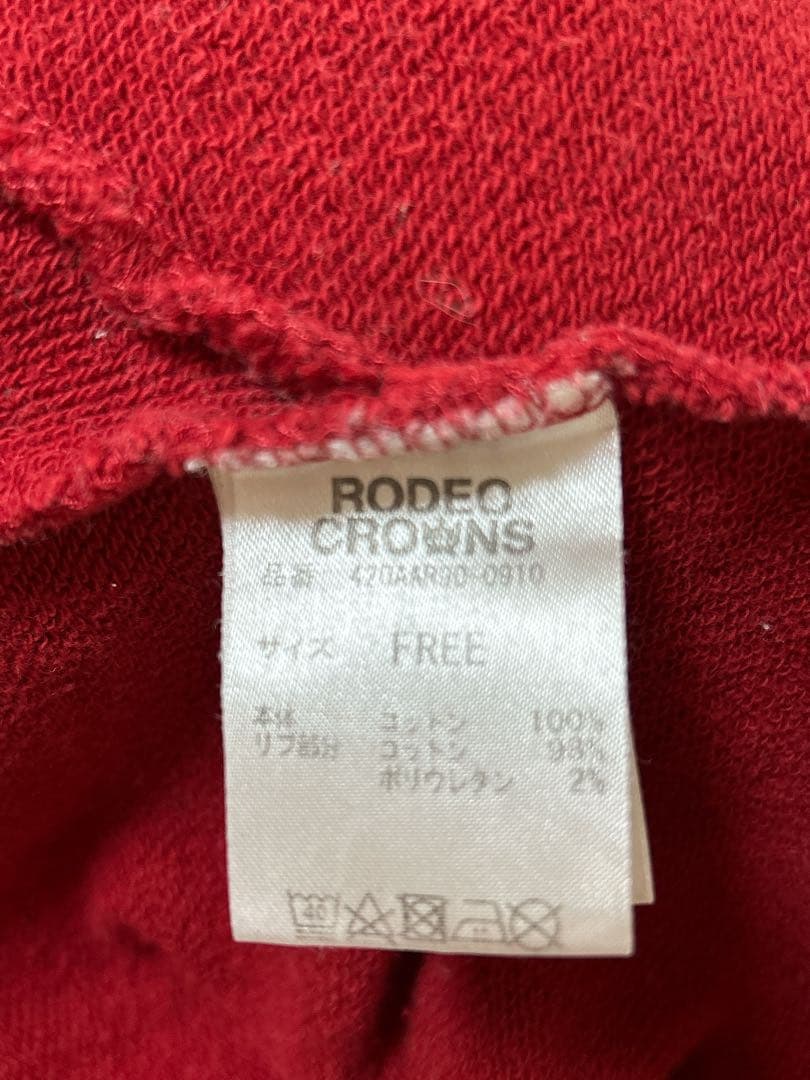 RODEO
CROWNS
品番 420AAR90-0910
サイズ FREE
本体 コットン 100%
リブ部分 コットン 98%
ポリウレタン 2%
40